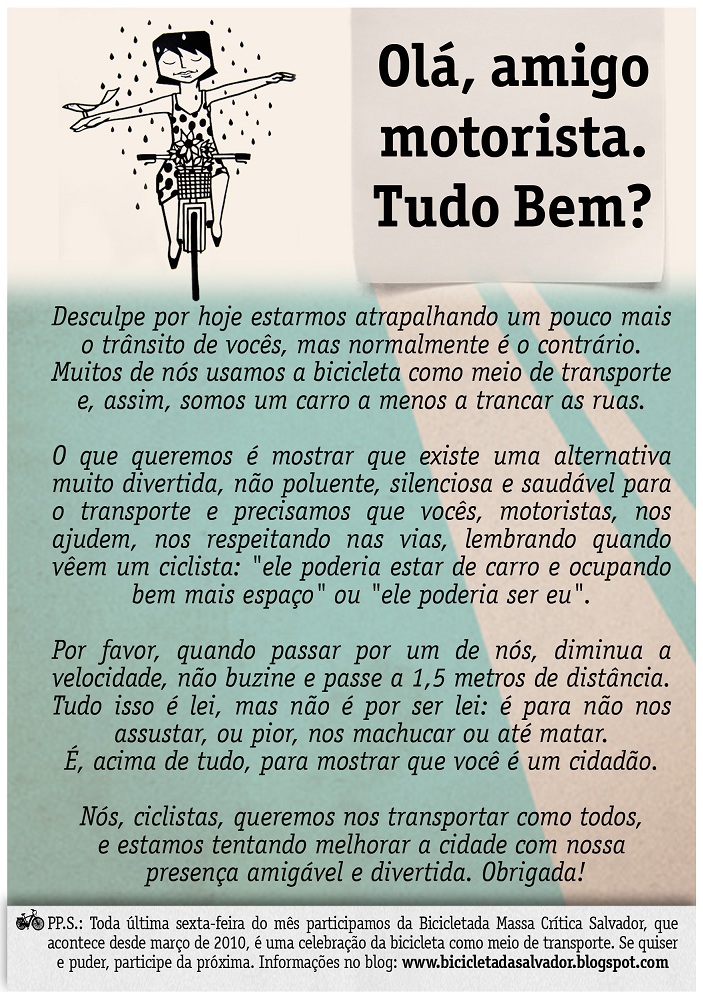 Olá, amigo
motorista.
Tudo Bem?
Desculpe por hoje estarmos atrapalhando um pouco mais
o trânsito de vocês, mas normalmente é o contrário.
Muitos de nós usamos a bicicleta como meio de transporte
e, assim, somos um carro a menos a trancar as ruas.
O que queremos é mostrar que existe uma alternativa
muito divertida, não poluente, silenciosa e saudável para
o transporte e precisamos que vocês, motoristas, nos
ajudem, nos respeitando nas vias, lembrando quando
vêem um ciclista: "ele poderia estar de carro e ocupando
bem mais espaço" ou "ele poderia ser eu".
Por favor, quando passar por um de nós, diminua a
velocidade, não buzine e passe a 1,5 metros de distância.
Tudo isso é lei, mas não é por ser lei: é para não nos
assustar, ou pior, nos machucar ou até matar.
É, acima de tudo, para mostrar que você é um cidadão.
Nós, ciclistas, queremos nos transportar como todos,
e estamos tentando melhorar a cidade com nossa
presença amigável e divertida. Obrigada!
PP.S.: Toda última sexta-feira do mês participamos da Bicicletada Massa Crítica Salvador, que
acontece desde março de 2010, é uma celebração da bicicleta como meio de transporte. Se quiser
e puder, participe da próxima. Informações no blog: www.bicicletadasalvador.blogspot.com